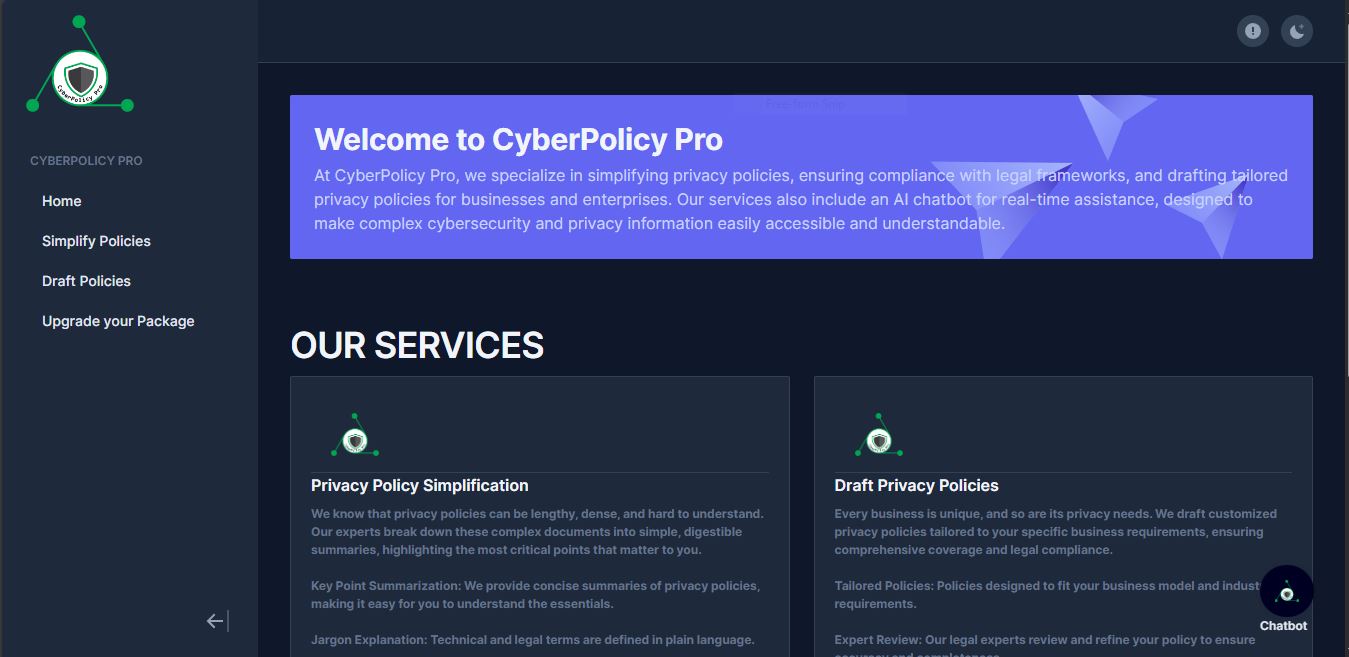 CyberPolicy Pro
CYBERPOLICY PRO
Home
Simplify Policies
Draft Policies
Upgrade your Package
Free-form Snip
Welcome to CyberPolicy Pro
At CyberPolicy Pro, we specialize in simplifying privacy policies, ensuring compliance with legal frameworks, and drafting tailored
privacy policies for businesses and enterprises. Our services also include an AI chatbot for real-time assistance, designed to
make complex cybersecurity and privacy information easily accessible and understandable.
OUR SERVICES
Privacy Policy Simplification
We know that privacy policies can be lengthy, dense, and hard to understand.
Our experts break down these complex documents into simple, digestible
summaries, highlighting the most critical points that matter to you.
Key Point Summarization: We provide concise summaries of privacy policies,
making it easy for you to understand the essentials.
Jargon Explanation: Technical and legal terms are defined in plain language.
Draft Privacy Policies
Every business is unique, and so are its privacy needs. We draft customized
privacy policies tailored to your specific business requirements, ensuring
comprehensive coverage and legal compliance.
Tailored Policies: Policies designed to fit your business model and
requirements.
Expert Review: Our legal experts review and refine your policy to ensure
accuracy and completeness.
Chatbot